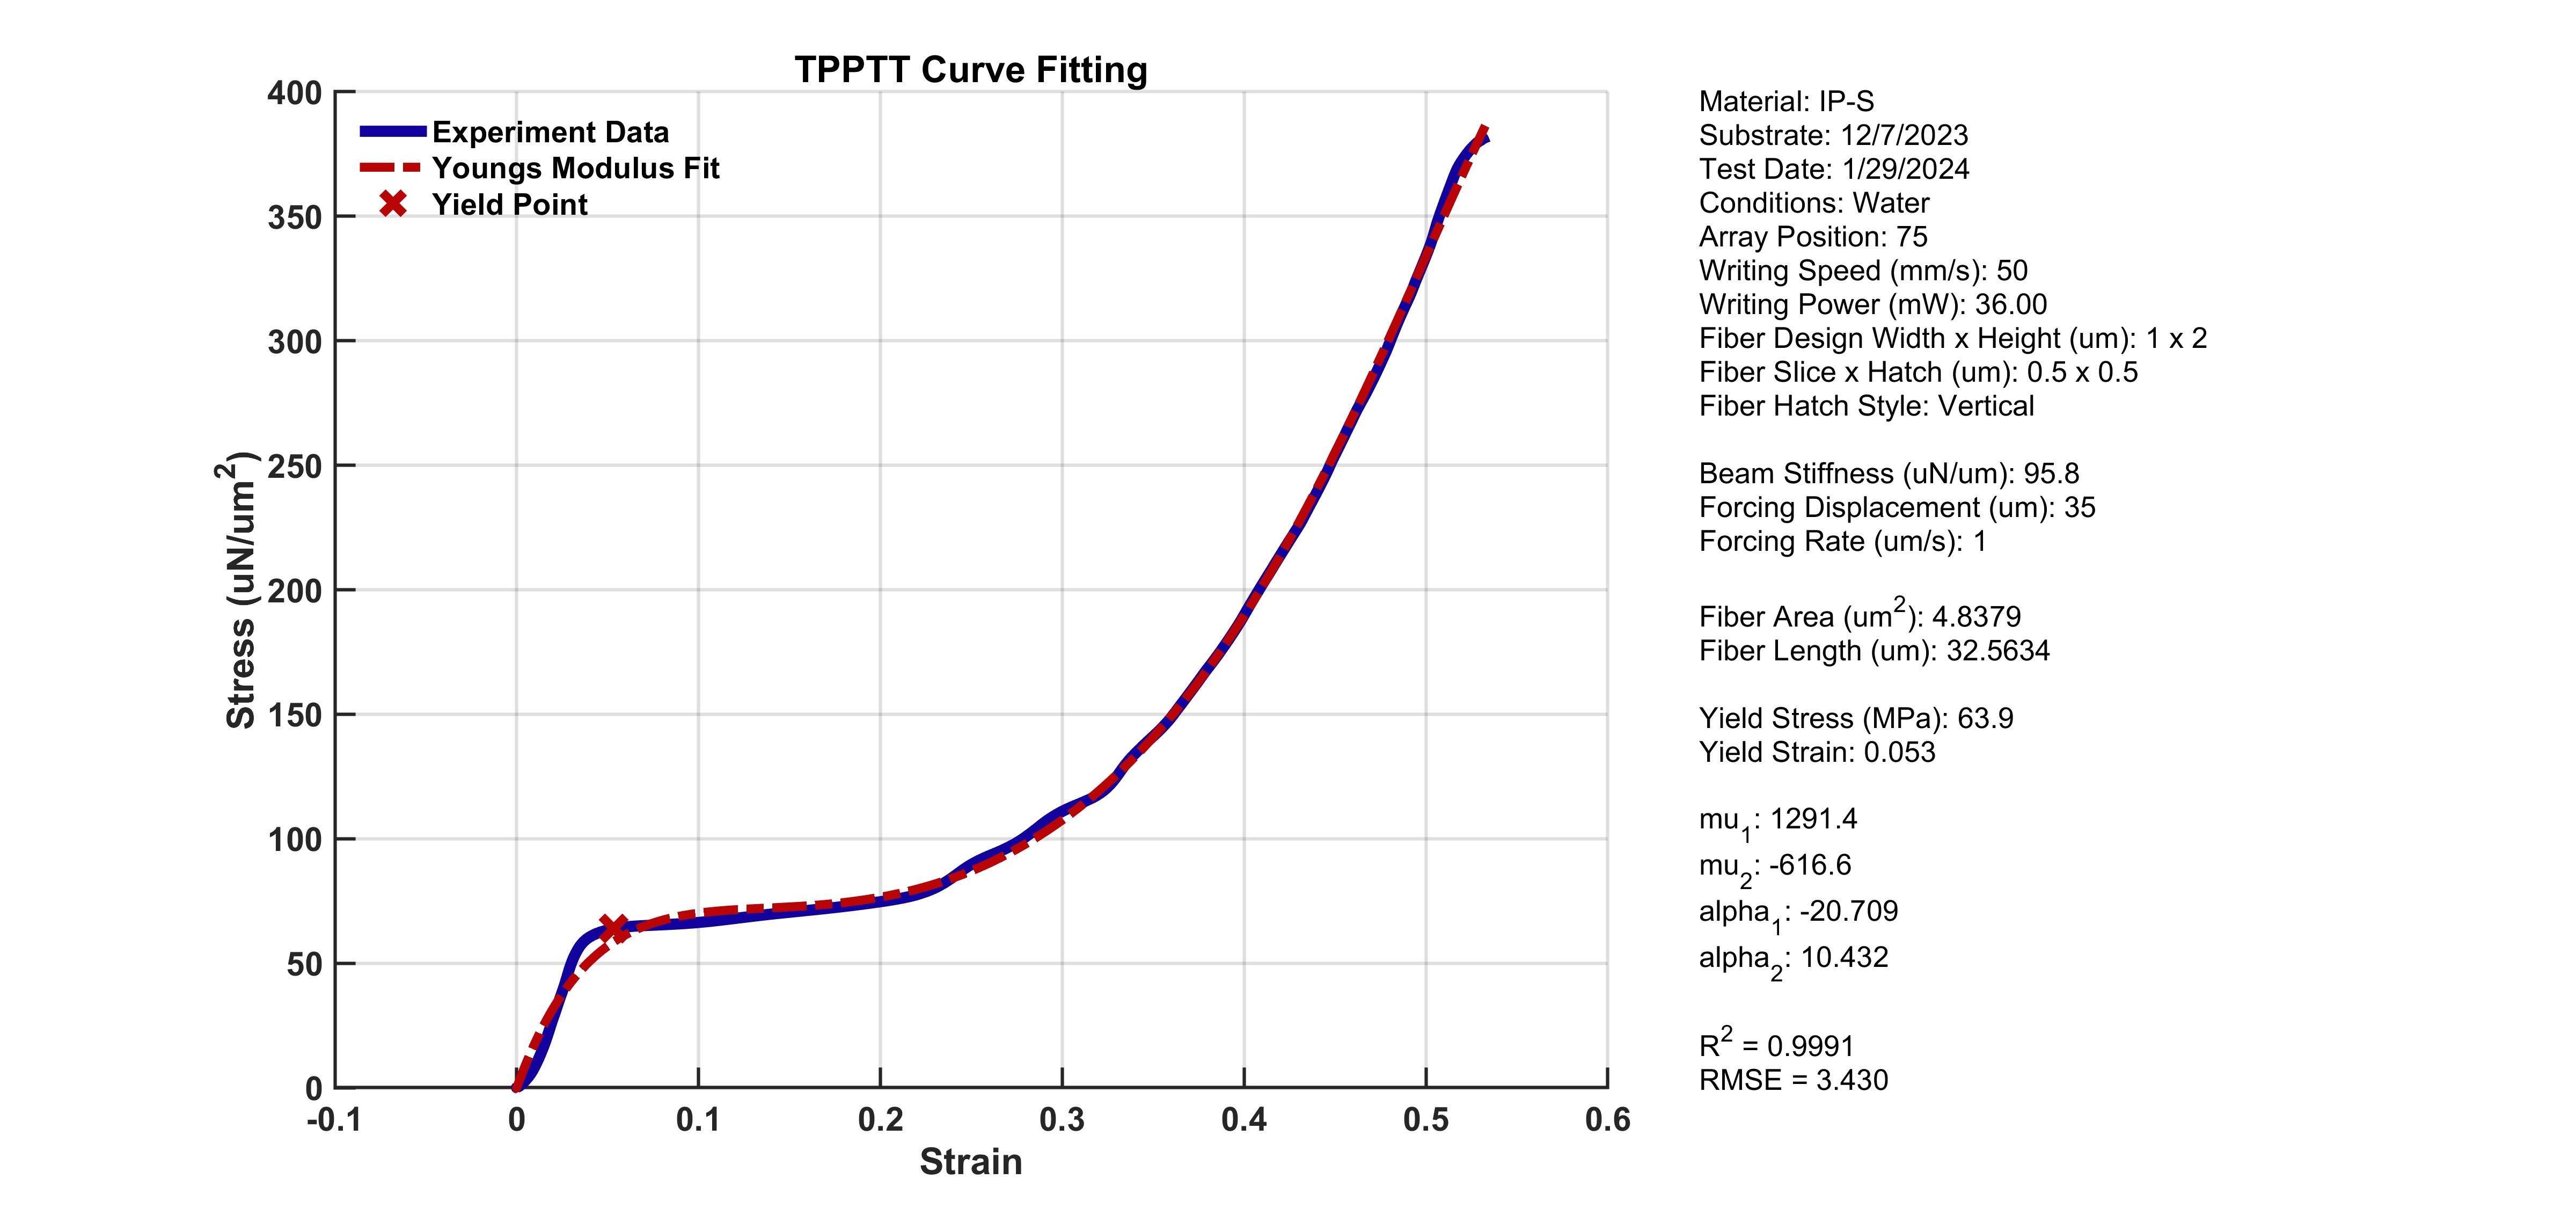 TPPTT Curve Fitting
400
350
300
250
200
150
100
50
0
Stress (uN/um²)
Experiment Data
Youngs Modulus Fit
Yield Point
-0.1
0
0.1
0.2
0.3
0.4
0.5
0.6
Strain
Material: IP-S
Substrate: 12/7/2023
Test Date: 1/29/2024
Conditions: Water
Array Position: 75
Writing Speed (mm/s): 50
Writing Power (mW): 36.00
Fiber Design Width x Height (um): 1 x 2
Fiber Slice x Hatch (um): 0.5 x 0.5
Fiber Hatch Style: Vertical
Beam Stiffness (uN/um): 95.8
Forcing Displacement (um): 35
Forcing Rate (um/s): 1
Fiber Area (um²): 4.8379
Fiber Length (um): 32.5634
Yield Stress (MPa): 63.9
Yield Strain: 0.053
mu₁: 1291.4
mu₂: -616.6
alpha₁: -20.709
alpha₂: 10.432
R² = 0.9991
RMSE = 3.430